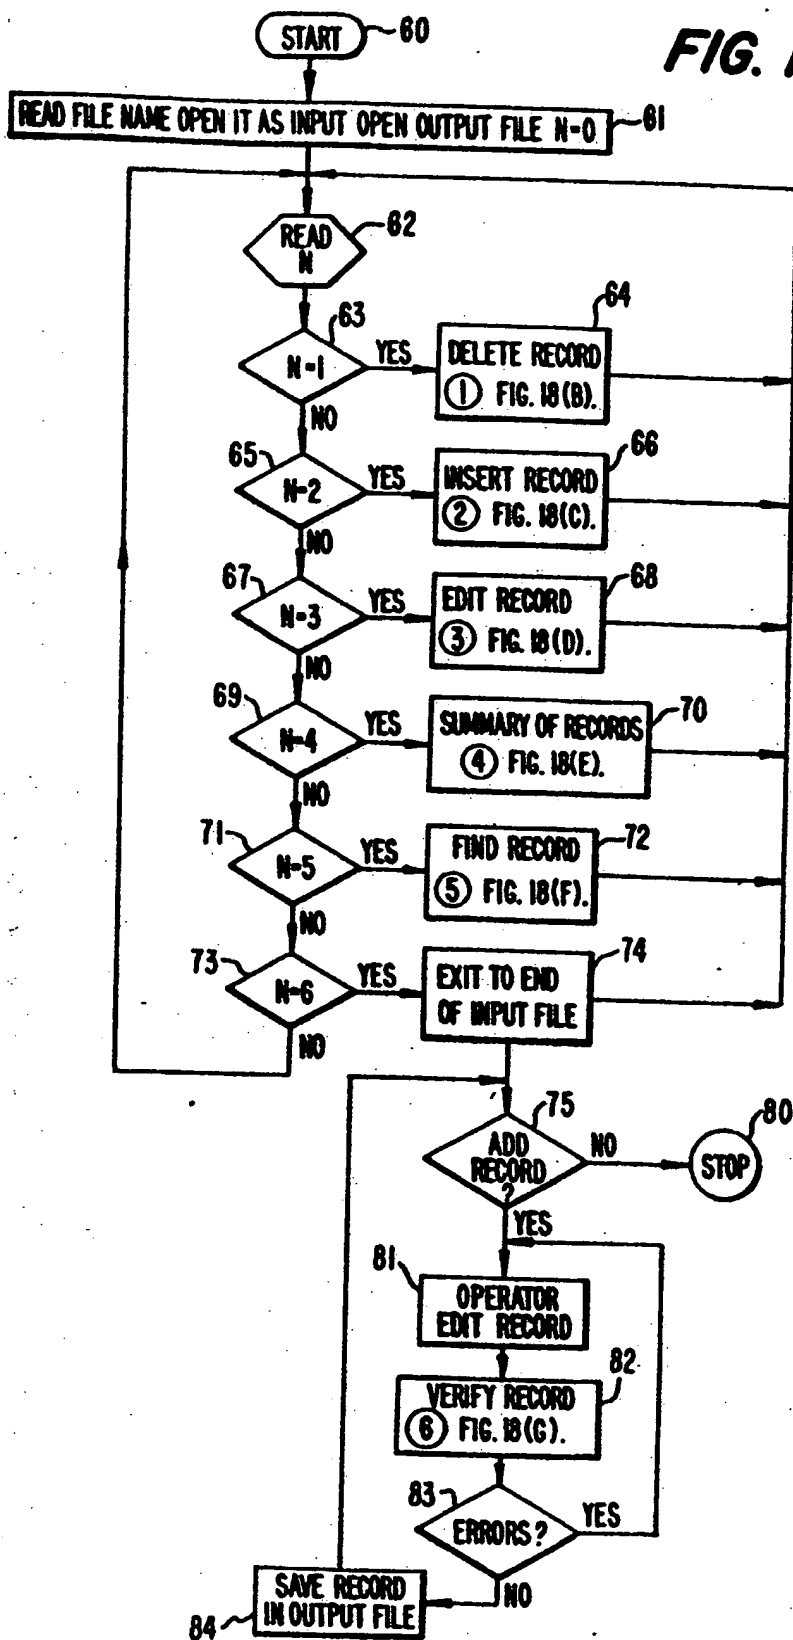 START
60
FIG. 1
READ FILE NAME OPEN IT AS INPUT OPEN OUTPUT FILE N=0
61
READ
N
62
63
N=1
YES
NO
64
DELETE RECORD
1 FIG. 18(B).
65
N=2
YES
NO
66
INSERT RECORD
2 FIG. 18(C).
67
N=3
YES
NO
68
EDIT RECORD
3 FIG. 18(D).
69
N=4
YES
NO
70
SUMMARY OF RECORDS
4 FIG. 18(E).
71
N=5
YES
NO
72
FIND RECORD
5 FIG. 18(F).
73
N=6
YES
NO
74
EXIT TO END
OF INPUT FILE
75
ADD
RECORD
?
NO
YES
80
STOP
81
OPERATOR
EDIT RECORD
82
VERIFY RECORD
6 FIG. 18(G).
83
ERRORS?
YES
NO
SAVE RECORD
IN OUTPUT FILE
84